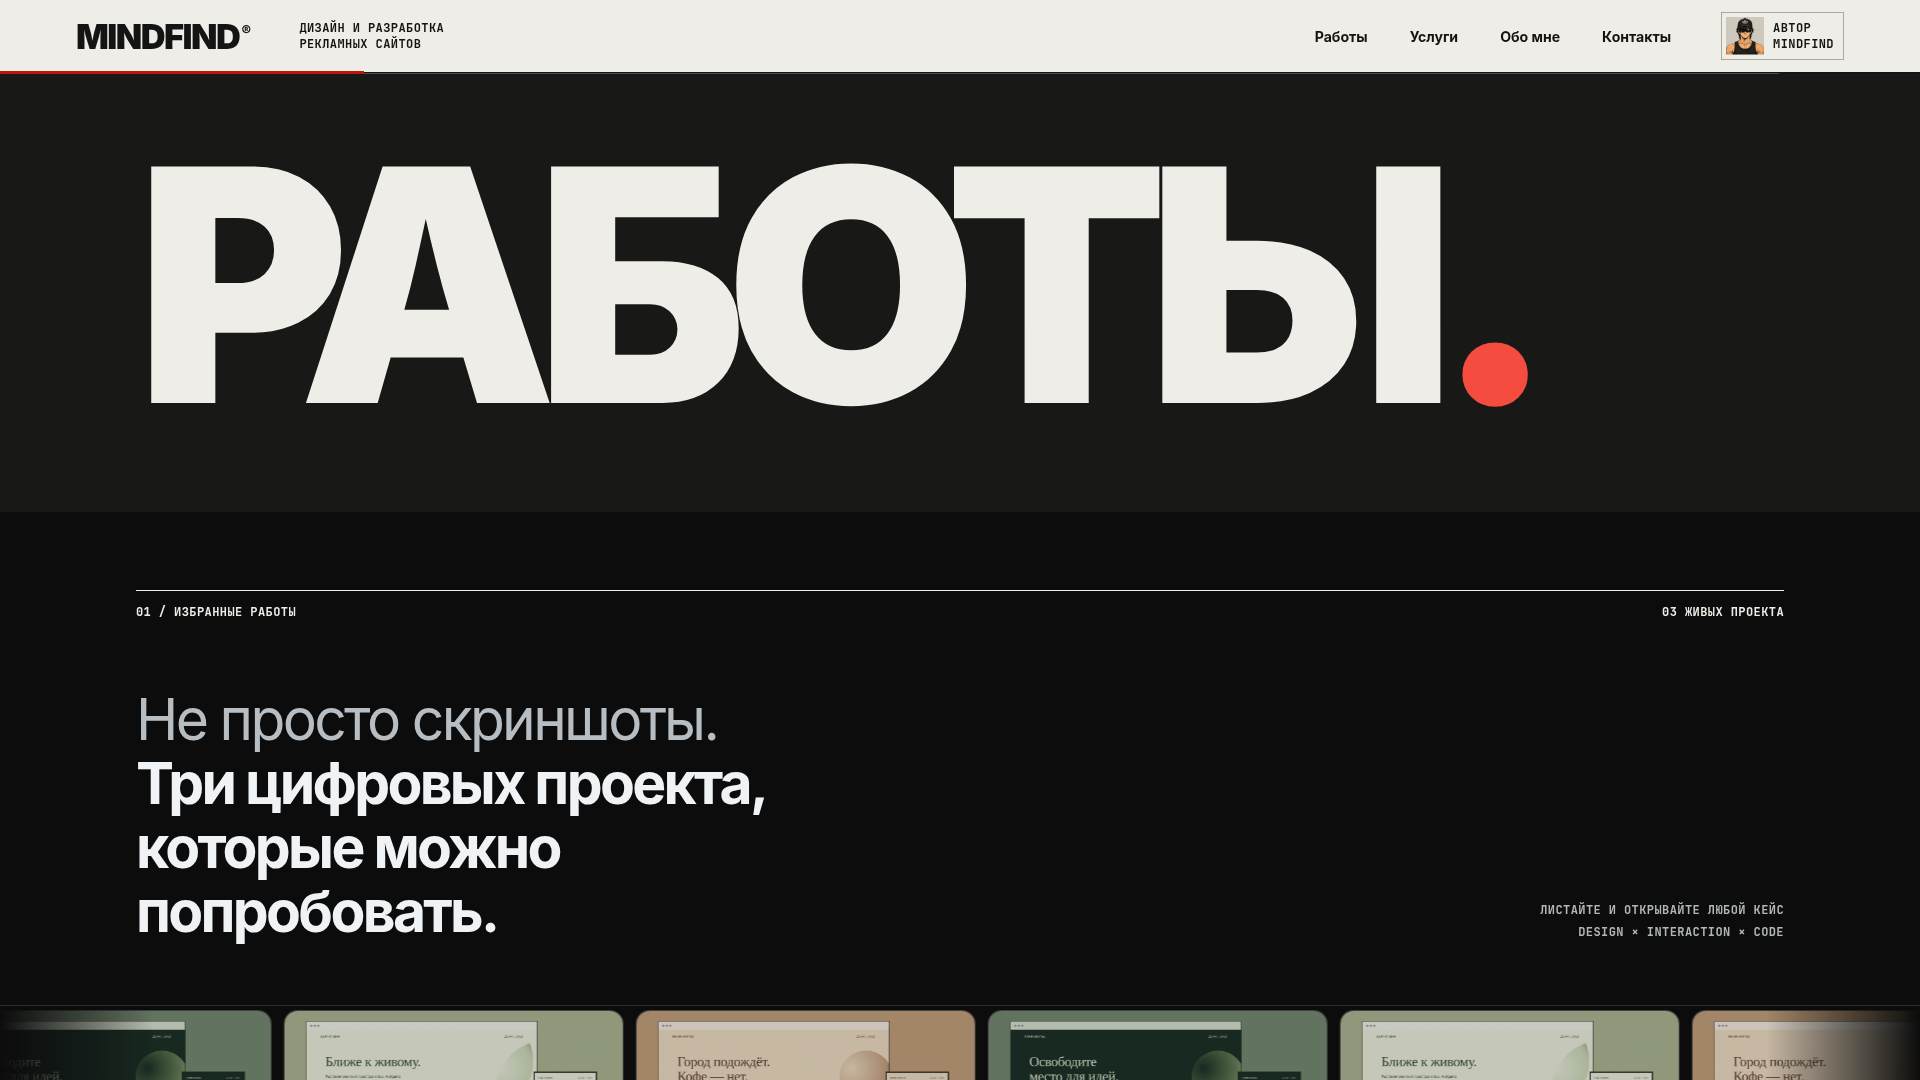 MINDFIND®
ДИЗАЙН И РАЗРАБОТКА
РЕКЛАМНЫХ САЙТОВ
Работы
Услуги
Обо мне
Контакты
АВТОР
MINDFIND
РАБОТЫ.
01 / ИЗБРАННЫЕ РАБОТЫ
03 ЖИВЫХ ПРОЕКТА
Не просто скриншоты.
Три цифровых проекта,
которые можно
попробовать.
ЛИСТАЙТЕ И ОТКРЫВАЙТЕ ЛЮБОЙ КЕЙС
DESIGN × INTERACTION × CODE
Ближе к живому.
Город подождёт.
Кофе — нет.
Освободите
место для идей.
Ближе к живому.
Город подождёт.
Кофе — нет.